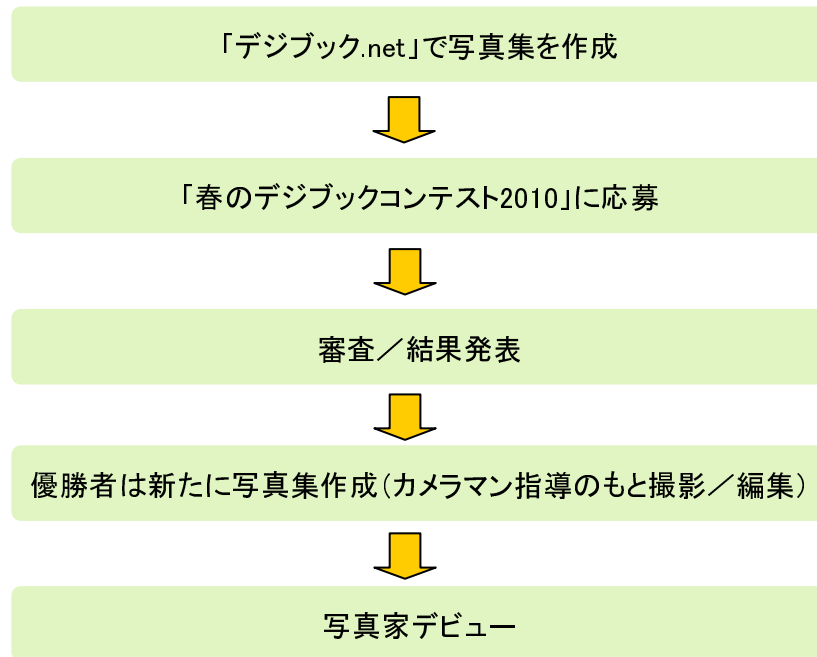 「デジブック.net」で写真集を作成
「春のデジブックコンテスト2010」に応募
審査／結果発表
優勝者は新たに写真集作成（カメラマン指導のもと撮影／編集）
写真家デビュー